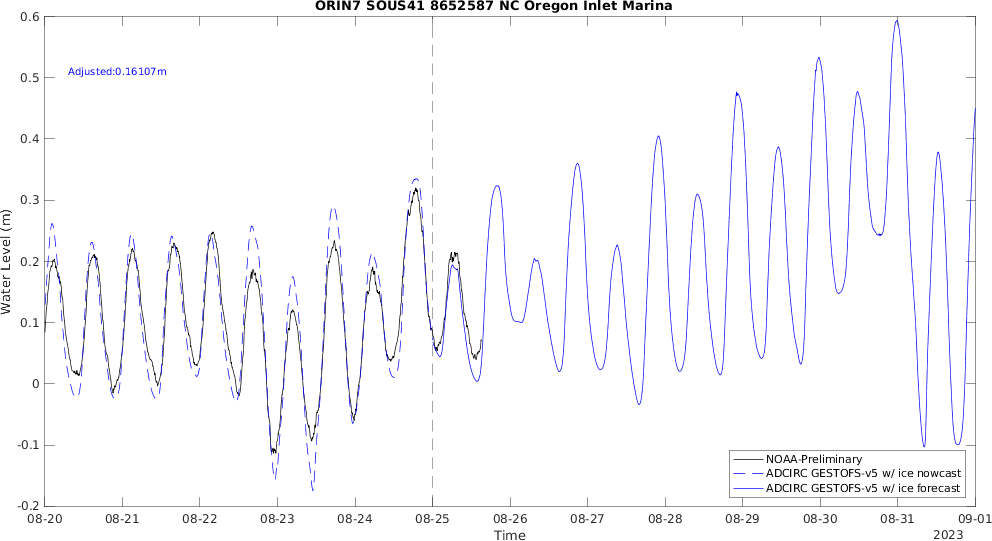 ORIN7 SOUS41 8652587 NC Oregon Inlet Marina
Adjusted:0.16107m
Water Level (m)
0.6
0.5
0.4
0.3
0.2
0.1
0
-0.1
-0.2
NOAA-Preliminary
ADCIRC GESTOFS-v5 w/ ice nowcast
ADCIRC GESTOFS-v5 w/ ice forecast
08-20 08-21 08-22 08-23 08-24 08-25 08-26 08-27 08-28 08-29 08-30 08-31 09-01
Time
2023